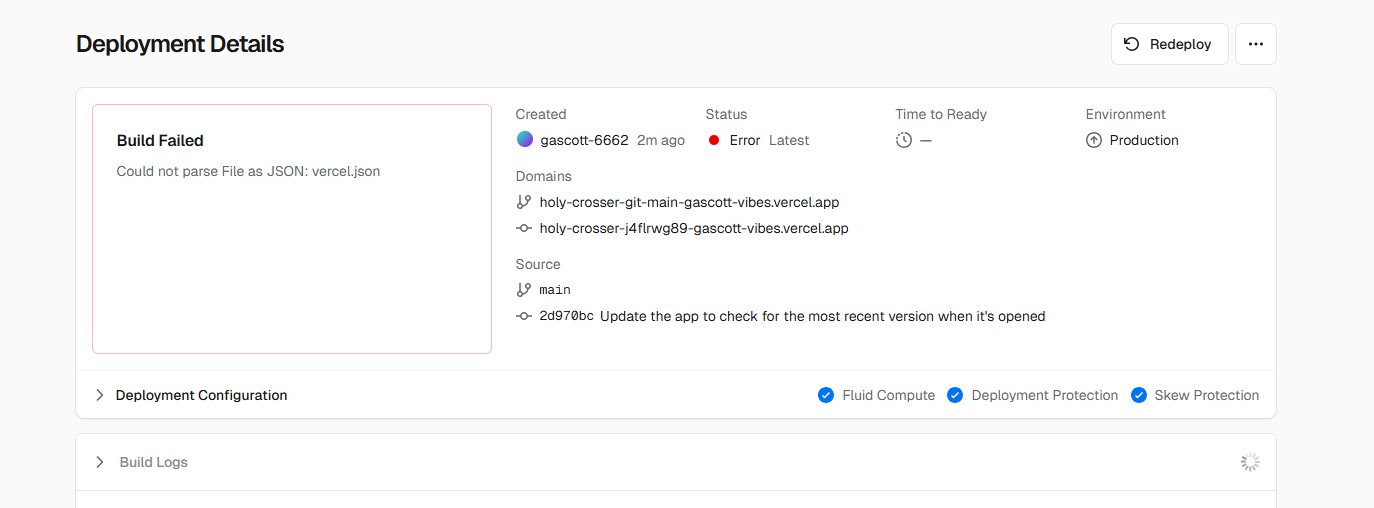 Deployment Details
Redeploy
Build Failed
Could not parse File as JSON: vercel.json
Created
gascott-6662 2m ago
Status
Error Latest
Time to Ready
—
Environment
Production
Domains
holy-crosser-git-main-gascott-vibes.vercel.app
holy-crosser-j4flrwg89-gascott-vibes.vercel.app
Source
main
2d970bc Update the app to check for the most recent version when it's opened
Deployment Configuration
Fluid Compute
Deployment Protection
Skew Protection
Build Logs